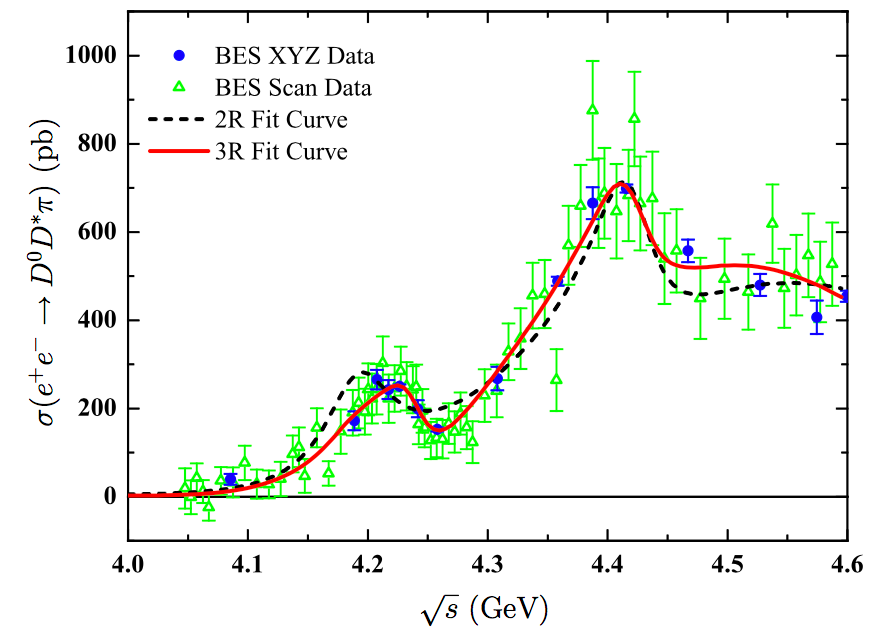 1000
800
600
400
200
0
σ(e⁺e⁻ → D⁰D*π) (pb)
BES XYZ Data
BES Scan Data
2R Fit Curve
3R Fit Curve
4.0 4.1 4.2 4.3 4.4 4.5 4.6
√s (GeV)